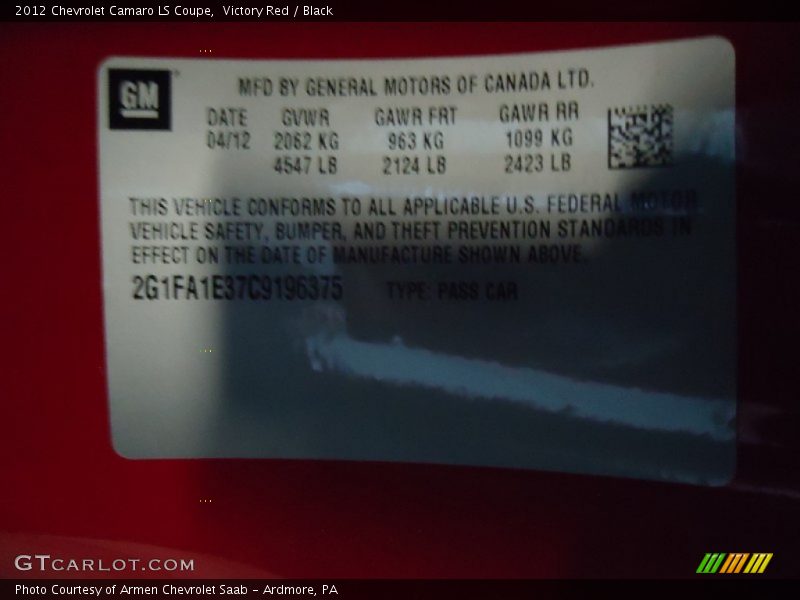 2012 Chevrolet Camaro LS Coupe,  Victory Red / Black
GM
MFD BY GENERAL MOTORS OF CANADA LTD.
DATE GVWR GAWR FRT GAWR RR
04/12 2062 KG 963 KG 1099 KG
4547 LB 2124 LB 2423 LB
THIS VEHICLE CONFORMS TO ALL APPLICABLE U.S. FEDERAL MOTOR
VEHICLE SAFETY, BUMPER, AND THEFT PREVENTION STANDARDS IN
EFFECT ON THE DATE OF MANUFACTURE SHOWN ABOVE.
2G1FA1E37C9196375 TYPE: PASS CAR
GTCARLOT.COM
Photo Courtesy of Armen Chevrolet Saab - Ardmore, PA